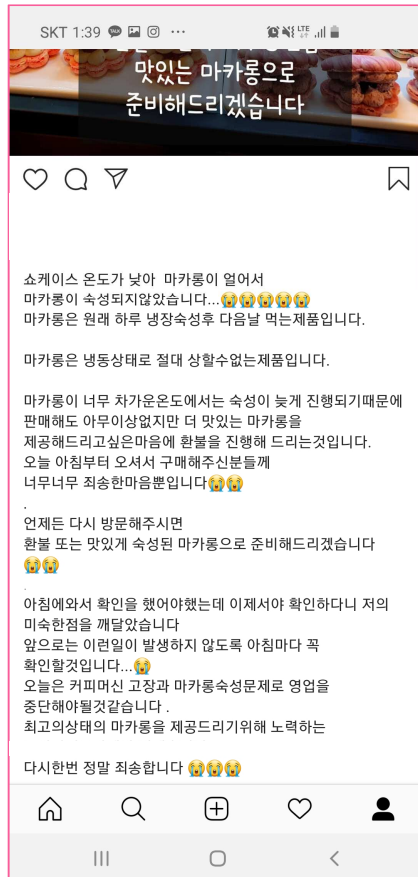 SKT 1:39
LTE
맛있는 마카롱으로
준비해드리겠습니다
쇼케이스 온도가 낮아 마카롱이 얼어서
마카롱이 숙성되지않았습니다...😭😭😭😭😭
마카롱은 원래 하루 냉장숙성후 다음날 먹는제품입니다.
마카롱은 냉동상태로 절대 상할수없는제품입니다.
마카롱이 너무 차가운온도에서는 숙성이 늦게 진행되기때문에
판매해도 아무이상없지만 더 맛있는 마카롱을
제공해드리고싶은마음에 환불을 진행해 드리는것입니다.
오늘 아침부터 오셔서 구매해주신분들께
너무너무 죄송한마음뿐입니다😭😭
.
언제든 다시 방문해주시면
환불 또는 맛있게 숙성된 마카롱으로 준비해드리겠습니다
😭😭
.
아침에와서 확인을 했어야했는데 이제서야 확인하다니 저의
미숙한점을 깨달았습니다
앞으로는 이런일이 발생하지 않도록 아침마다 꼭
확인할것입니다...😭
오늘은 커피머신 고장과 마카롱숙성문제로 영업을
중단해야될것같습니다 .
최고의상태의 마카롱을 제공드리기위해 노력하는
다시한번 정말 죄송합니다 😭😭😭